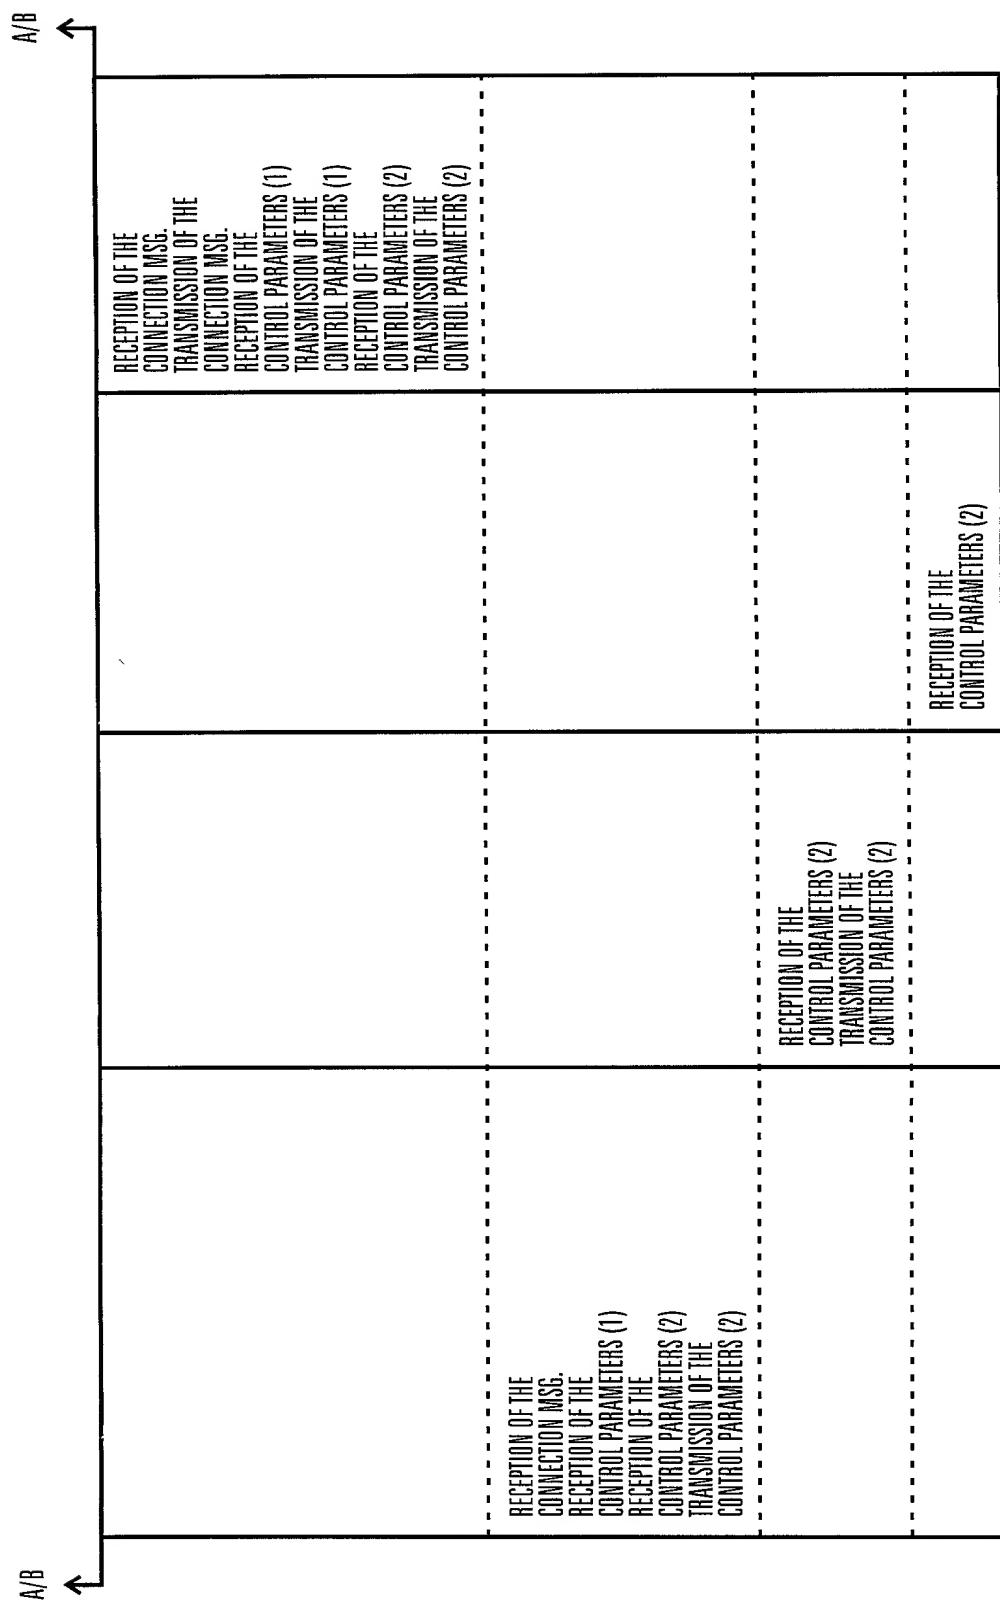 A/B
A/B
RECEPTION OF THE
CONNECTION MSG.
TRANSMISSION OF THE
CONNECTION MSG.
RECEPTION OF THE
CONTROL PARAMETERS (1)
TRANSMISSION OF THE
CONTROL PARAMETERS (1)
RECEPTION OF THE
CONTROL PARAMETERS (2)
TRANSMISSION OF THE
CONTROL PARAMETERS (2)
RECEPTION OF THE
CONNECTION MSG.
RECEPTION OF THE
CONTROL PARAMETERS (1)
RECEPTION OF THE
CONTROL PARAMETERS (2)
TRANSMISSION OF THE
CONTROL PARAMETERS (2)
RECEPTION OF THE
CONTROL PARAMETERS (2)
TRANSMISSION OF THE
CONTROL PARAMETERS (2)
RECEPTION OF THE
CONTROL PARAMETERS (2)